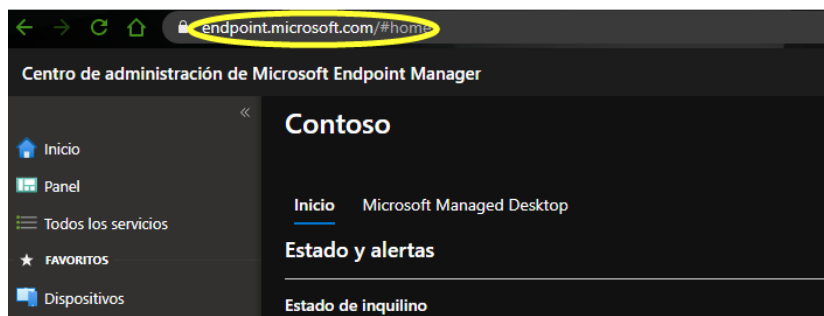 endpoint.microsoft.com/#home
Centro de administración de Microsoft Endpoint Manager
«
Contoso
Inicio
Panel
Inicio Microsoft Managed Desktop
Todos los servicios
Estado y alertas
FAVORITOS
Dispositivos
Estado de inquilino